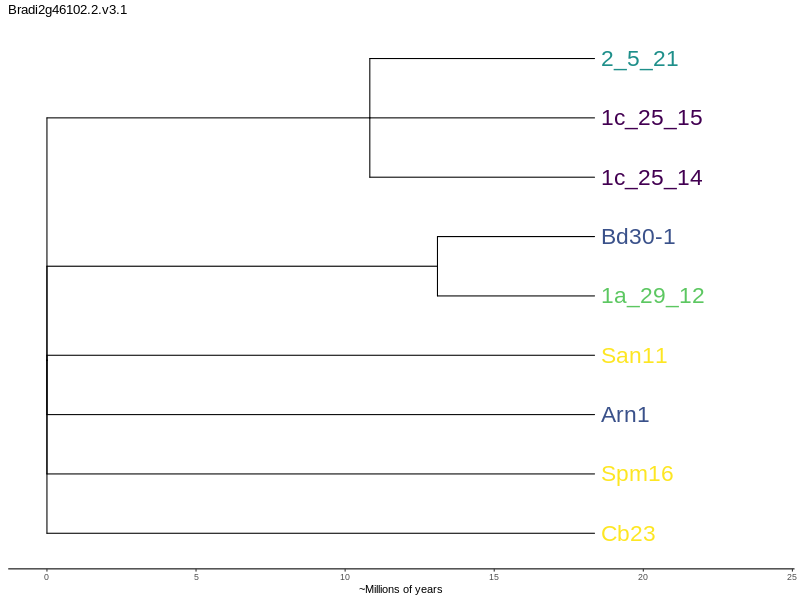 Bradi2g46102.2.v3.1
2_5_21
1c_25_15
1c_25_14
Bd30-1
1a_29_12
San11
Arn1
Spm16
Cb23
0 5 10 15 20 25
~Millions of years